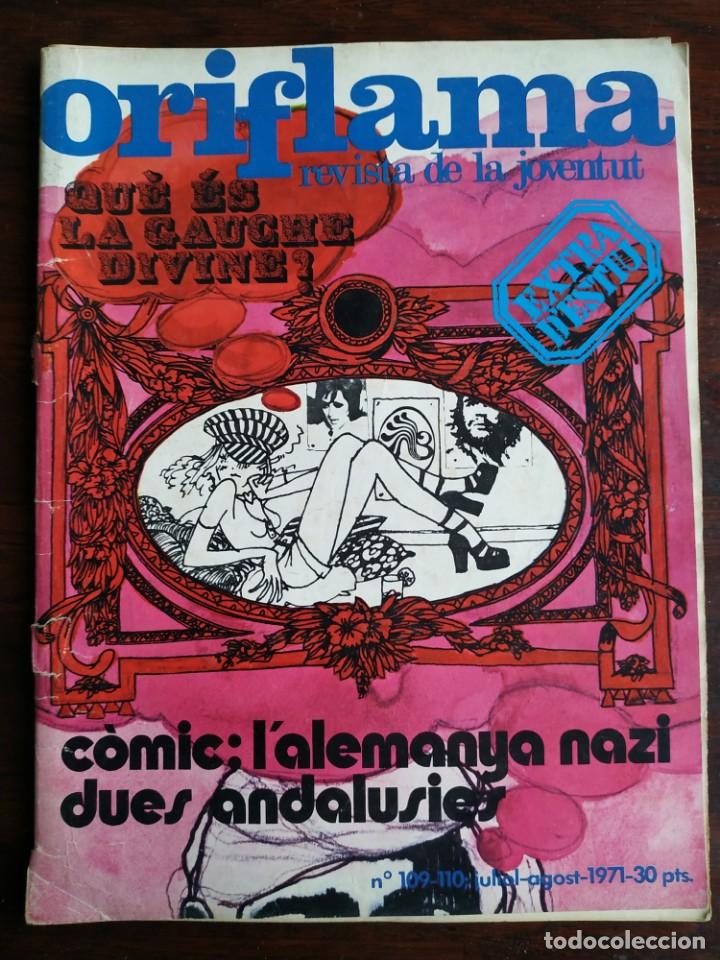 oriflama
revista de la joventut
QUÈ ÉS
LA GAUCHE
DIVINE?
EXTRA
D'ESTIU
còmic: l'alemanya nazi
dues andalusies
nº 109-110; juliol-agost-1971-30 pts.
todocoleccion